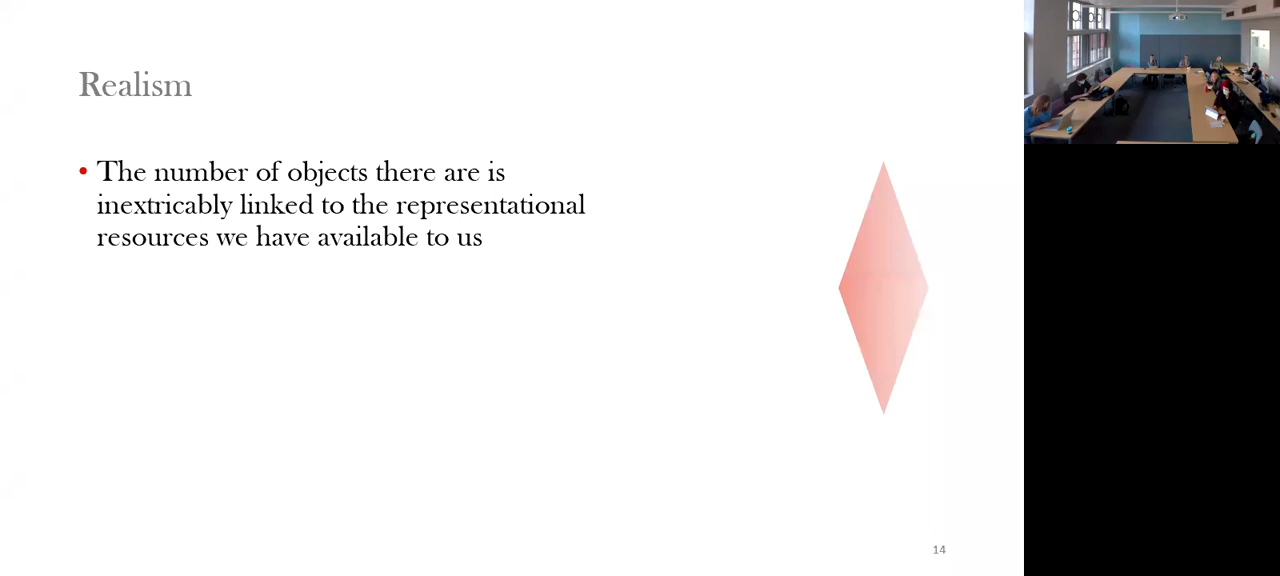 Realism
• The number of objects there are is
inextricably linked to the representational
resources we have available to us
14